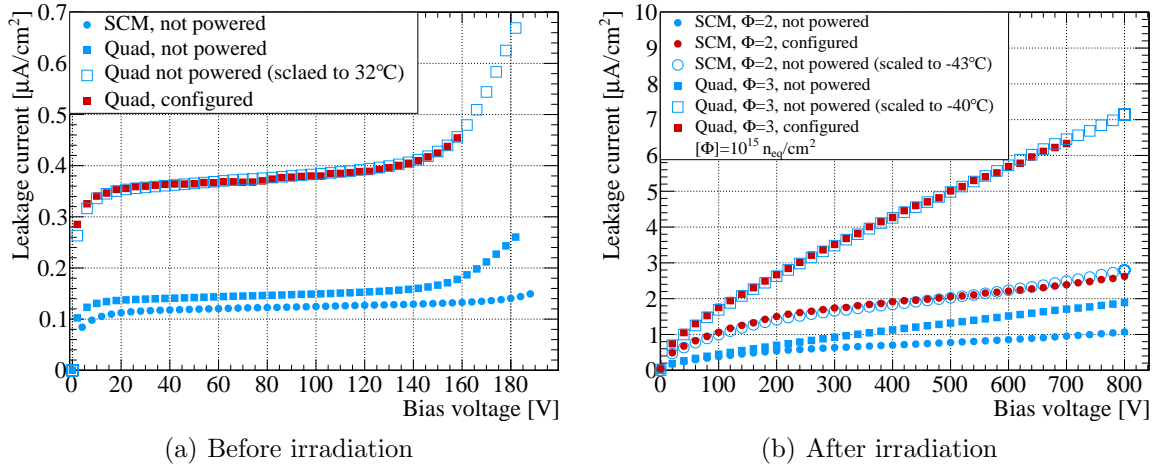 SCM, not powered
Quad, not powered
Quad not powered (sclaed to 32℃)
Quad, configured
Leakage current [μA/cm²]
0.7
0.6
0.5
0.4
0.3
0.2
0.1
0
0 20 40 60 80 100 120 140 160 180
Bias voltage [V]
(a) Before irradiation
SCM, Φ=2, not powered
SCM, Φ=2, configured
SCM, Φ=2, not powered (scaled to -43℃)
Quad, Φ=3, not powered
Quad, Φ=3, not powered (scaled to -40℃)
Quad, Φ=3, configured
[Φ]=10¹⁵ n_eq/cm²
Leakage current [μA/cm²]
10
9
8
7
6
5
4
3
2
1
0
0 100 200 300 400 500 600 700 800
Bias voltage [V]
(b) After irradiation